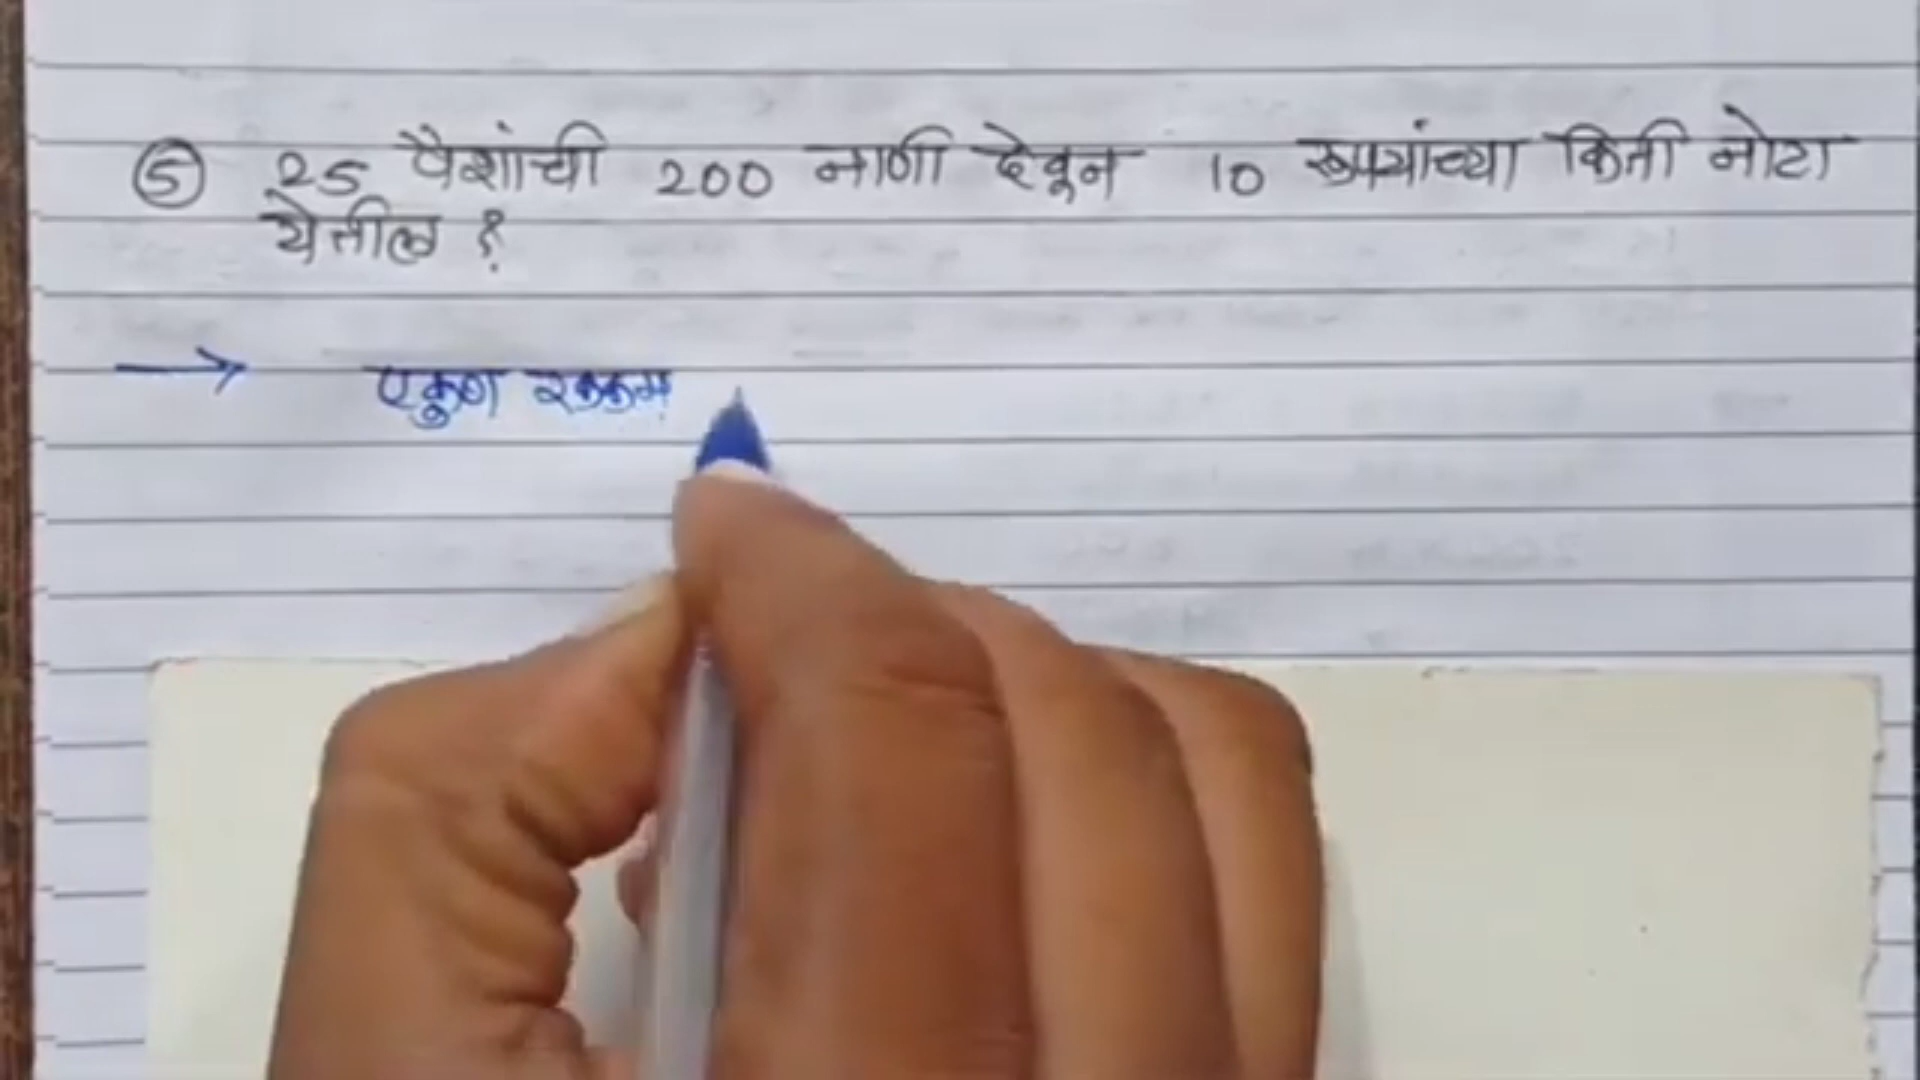 ⑤ 25 पैशांची 200 नाणी देवून 10 रूपयांच्या किती नोटा
येतील ?
→ एकुण रक्कम